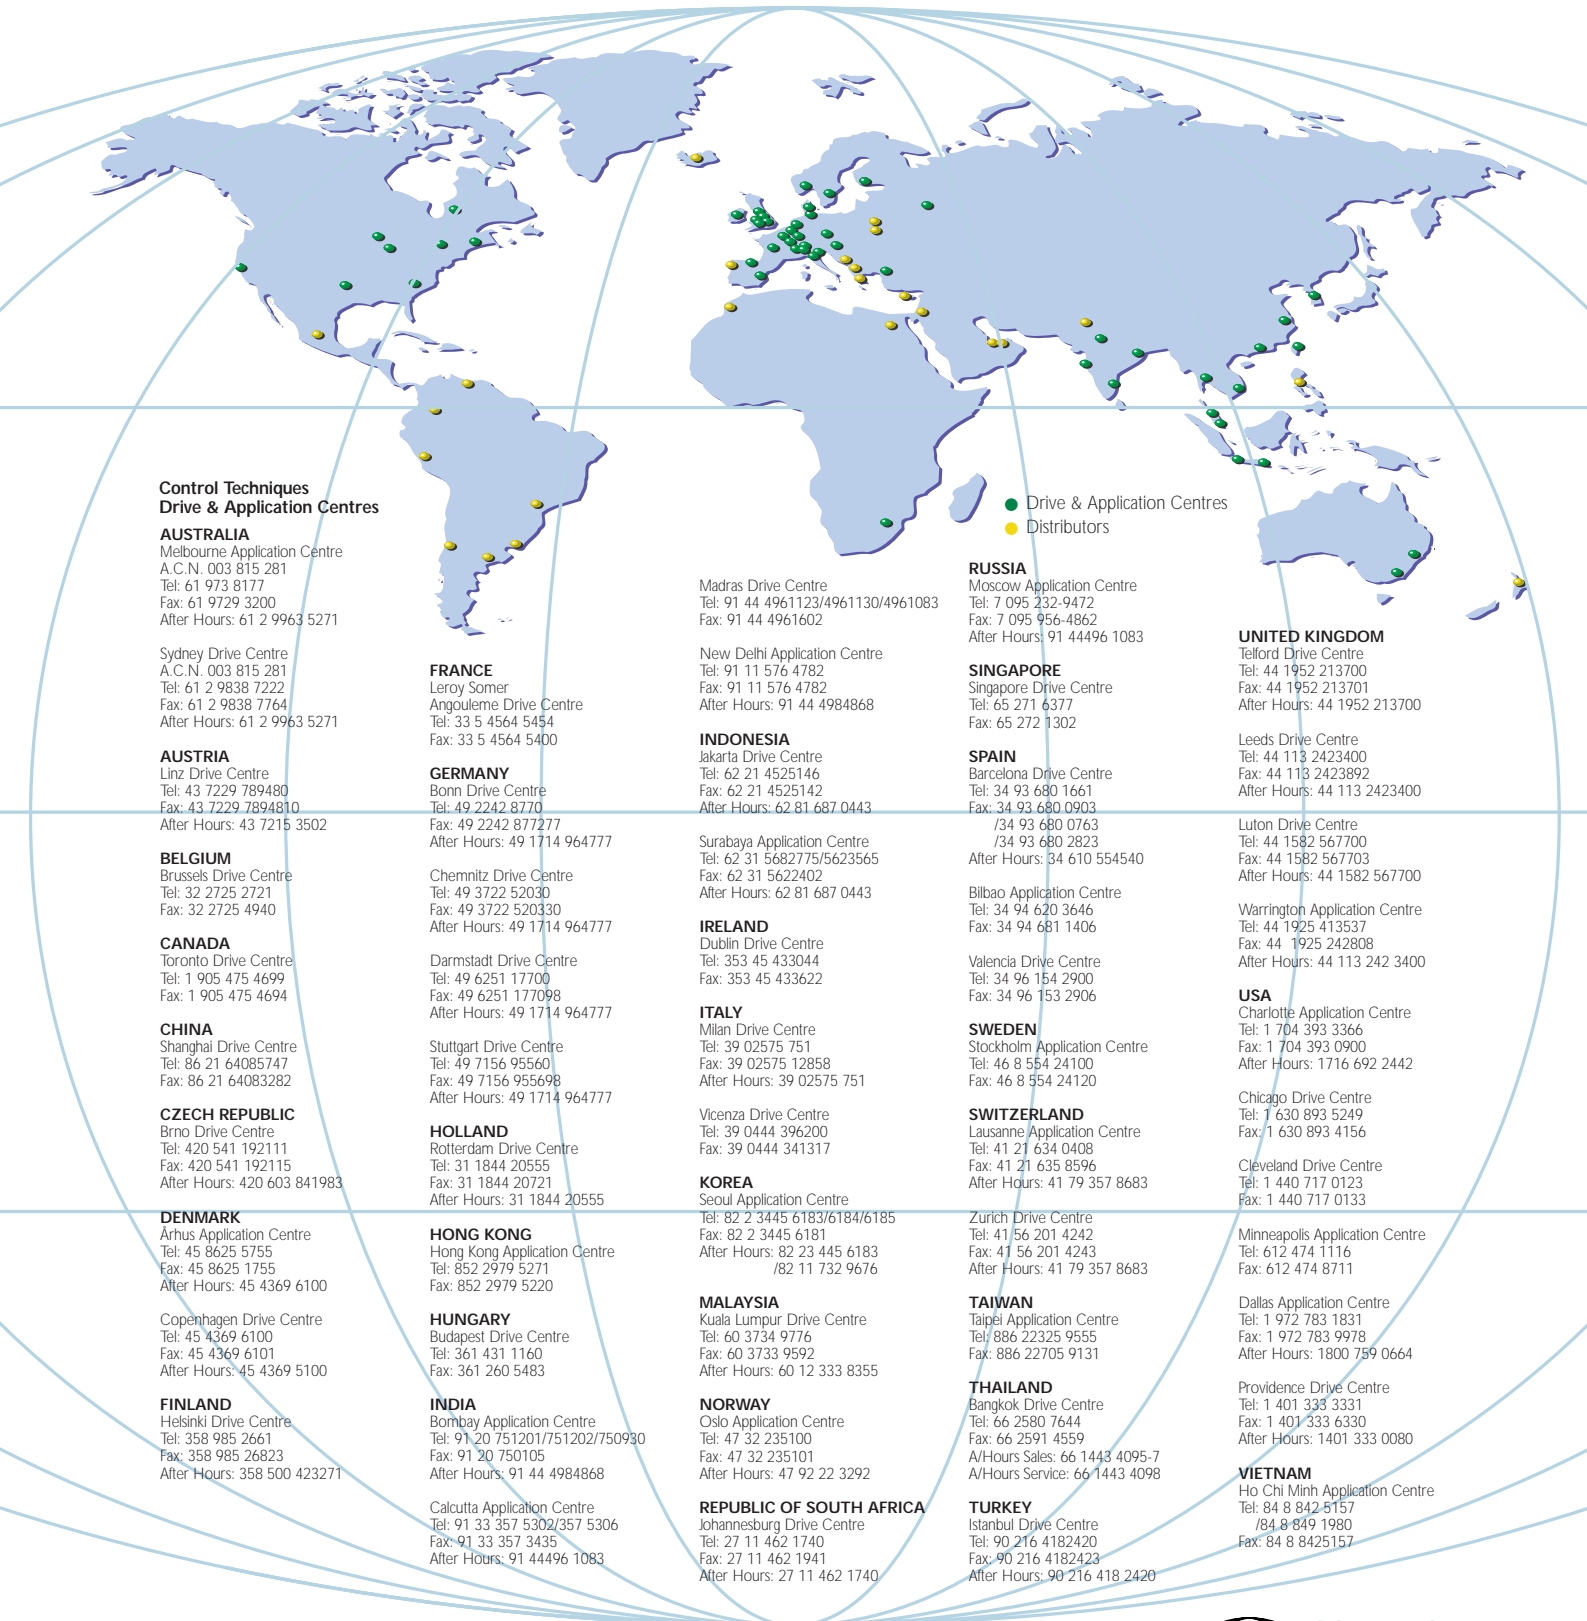 Control Techniques
Drive & Application Centres
AUSTRALIA
Melbourne Application Centre
A.C.N. 003 815 281
Tel: 61 973 8177
Fax: 61 9729 3200
After Hours: 61 2 9963 5271
Sydney Drive Centre
A.C.N. 003 815 281
Tel: 61 2 9838 7222
Fax: 61 2 9838 7764
After Hours: 61 2 9963 5271
AUSTRIA
Linz Drive Centre
Tel: 43 7229 789480
Fax: 43 7229 7894810
After Hours: 43 7215 3502
BELGIUM
Brussels Drive Centre
Tel: 32 2725 2721
Fax: 32 2725 4940
CANADA
Toronto Drive Centre
Tel: 1 905 475 4699
Fax: 1 905 475 4694
CHINA
Shanghai Drive Centre
Tel: 86 21 64085747
Fax: 86 21 64083282
CZECH REPUBLIC
Brno Drive Centre
Tel: 420 541 192111
Fax: 420 541 192115
After Hours: 420 603 841983
DENMARK
Århus Application Centre
Tel: 45 8625 5755
Fax: 45 8625 1755
After Hours: 45 4369 6100
Copenhagen Drive Centre
Tel: 45 4369 6100
Fax: 45 4369 6101
After Hours: 45 4369 5100
FINLAND
Helsinki Drive Centre
Tel: 358 985 2661
Fax: 358 985 26823
After Hours: 358 500 423271
FRANCE
Leroy Somer
Angouleme Drive Centre
Tel: 33 5 4564 5454
Fax: 33 5 4564 5400
GERMANY
Bonn Drive Centre
Tel: 49 2242 8770
Fax: 49 2242 877277
After Hours: 49 1714 964777
Chemnitz Drive Centre
Tel: 49 3722 52030
Fax: 49 3722 520330
After Hours: 49 1714 964777
Darmstadt Drive Centre
Tel: 49 6251 17700
Fax: 49 6251 177098
After Hours: 49 1714 964777
Stuttgart Drive Centre
Tel: 49 7156 95560
Fax: 49 7156 955698
After Hours: 49 1714 964777
HOLLAND
Rotterdam Drive Centre
Tel: 31 1844 20555
Fax: 31 1844 20721
After Hours: 31 1844 20555
HONG KONG
Hong Kong Application Centre
Tel: 852 2979 5271
Fax: 852 2979 5220
HUNGARY
Budapest Drive Centre
Tel: 361 431 1160
Fax: 361 260 5483
INDIA
Bombay Application Centre
Tel: 91 20 751201/751202/750930
Fax: 91 20 750105
After Hours: 91 44 4984868
Calcutta Application Centre
Tel: 91 33 357 5302/357 5306
Fax: 91 33 357 3435
After Hours: 91 44496 1083
Madras Drive Centre
Tel: 91 44 4961123/4961130/4961083
Fax: 91 44 4961602
New Delhi Application Centre
Tel: 91 11 576 4782
Fax: 91 11 576 4782
After Hours: 91 44 4984868
INDONESIA
Jakarta Drive Centre
Tel: 62 21 4525146
Fax: 62 21 4525142
After Hours: 62 81 687 0443
Surabaya Application Centre
Tel: 62 31 5682775/5623565
Fax: 62 31 5622402
After Hours: 62 81 687 0443
IRELAND
Dublin Drive Centre
Tel: 353 45 433044
Fax: 353 45 433622
ITALY
Milan Drive Centre
Tel: 39 02575 751
Fax: 39 02575 12858
After Hours: 39 02575 751
Vicenza Drive Centre
Tel: 39 0444 396200
Fax: 39 0444 341317
KOREA
Seoul Application Centre
Tel: 82 2 3445 6183/6184/6185
Fax: 82 2 3445 6181
After Hours: 82 23 445 6183
/82 11 732 9676
MALAYSIA
Kuala Lumpur Drive Centre
Tel: 60 3734 9776
Fax: 60 3733 9592
After Hours: 60 12 333 8355
NORWAY
Oslo Application Centre
Tel: 47 32 235100
Fax: 47 32 235101
After Hours: 47 92 22 3292
REPUBLIC OF SOUTH AFRICA
Johannesburg Drive Centre
Tel: 27 11 462 1740
Fax: 27 11 462 1941
After Hours: 27 11 462 1740
Drive & Application Centres
Distributors
RUSSIA
Moscow Application Centre
Tel: 7 095 232-9472
Fax: 7 095 956-4862
After Hours: 91 44496 1083
SINGAPORE
Singapore Drive Centre
Tel: 65 271 6377
Fax: 65 272 1302
SPAIN
Barcelona Drive Centre
Tel: 34 93 680 1661
Fax: 34 93 680 0903
/34 93 680 0763
/34 93 680 2823
After Hours: 34 610 554540
Bilbao Application Centre
Tel: 34 94 620 3646
Fax: 34 94 681 1406
Valencia Drive Centre
Tel: 34 96 154 2900
Fax: 34 96 153 2906
SWEDEN
Stockholm Application Centre
Tel: 46 8 554 24100
Fax: 46 8 554 24120
SWITZERLAND
Lausanne Application Centre
Tel: 41 21 634 0408
Fax: 41 21 635 8596
After Hours: 41 79 357 8683
Zurich Drive Centre
Tel: 41 56 201 4242
Fax: 41 56 201 4243
After Hours: 41 79 357 8683
TAIWAN
Taipei Application Centre
Tel: 886 22325 9555
Fax: 886 22705 9131
THAILAND
Bangkok Drive Centre
Tel: 66 2580 7644
Fax: 66 2591 4559
A/Hours Sales: 66 1443 4095-7
A/Hours Service: 66 1443 4098
TURKEY
Istanbul Drive Centre
Tel: 90 216 4182420
Fax: 90 216 4182423
After Hours: 90 216 418 2420
UNITED KINGDOM
Telford Drive Centre
Tel: 44 1952 213700
Fax: 44 1952 213701
After Hours: 44 1952 213700
Leeds Drive Centre
Tel: 44 113 2423400
Fax: 44 113 2423892
After Hours: 44 113 2423400
Luton Drive Centre
Tel: 44 1582 567700
Fax: 44 1582 567703
After Hours: 44 1582 567700
Warrington Application Centre
Tel: 44 1925 413537
Fax: 44 1925 242808
After Hours: 44 113 242 3400
USA
Charlotte Application Centre
Tel: 1 704 393 3366
Fax: 1 704 393 0900
After Hours: 1716 692 2442
Chicago Drive Centre
Tel: 1 630 893 5249
Fax: 1 630 893 4156
Cleveland Drive Centre
Tel: 1 440 717 0123
Fax: 1 440 717 0133
Minneapolis Application Centre
Tel: 612 474 1116
Fax: 612 474 8711
Dallas Application Centre
Tel: 1 972 783 1831
Fax: 1 972 783 9978
After Hours: 1800 759 0664
Providence Drive Centre
Tel: 1 401 333 3331
Fax: 1 401 333 6330
After Hours: 1401 333 0080
VIETNAM
Ho Chi Minh Application Centre
Tel: 84 8 842 5157
/84 8 849 1980
Fax: 84 8 8425157